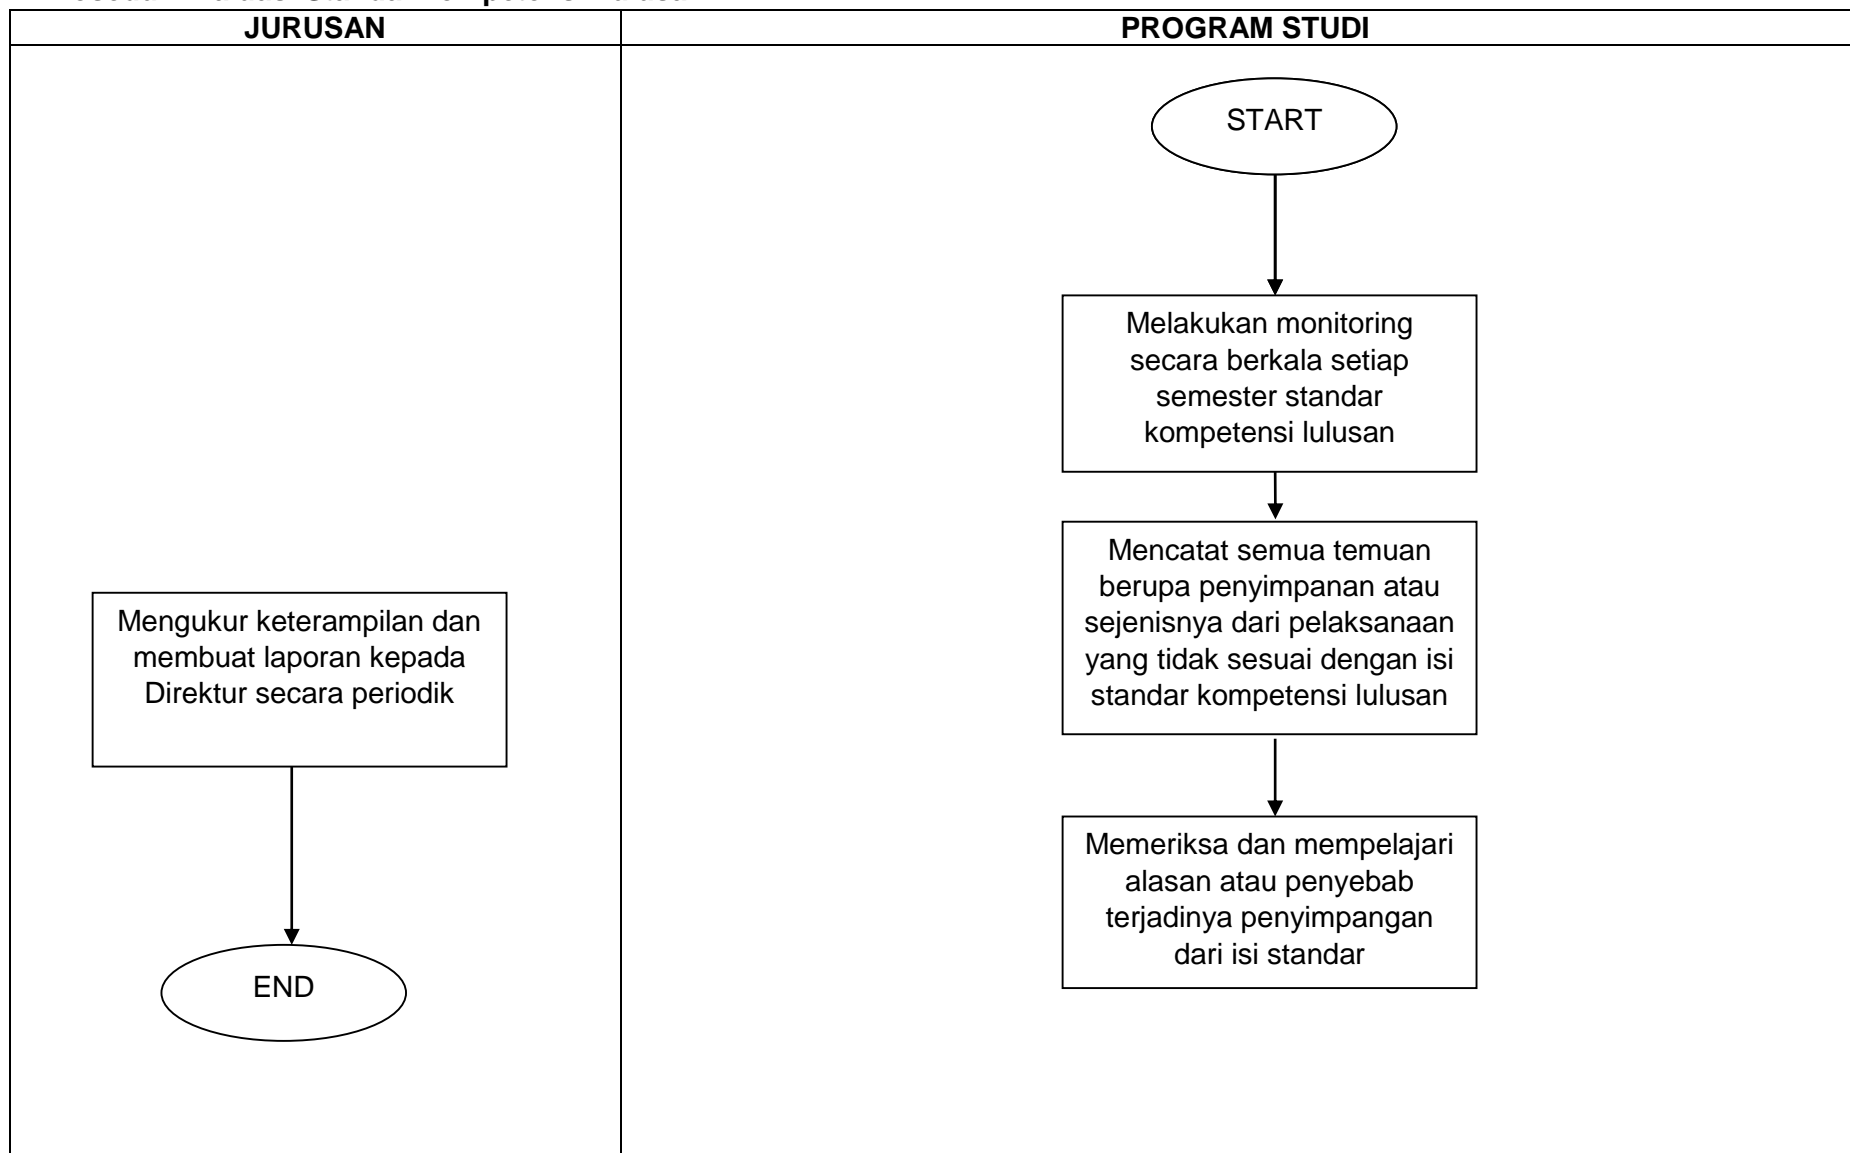 JURUSAN
PROGRAM STUDI
START
Melakukan monitoring
secara berkala setiap
semester standar
kompetensi lulusan
Mencatat semua temuan
berupa penyimpanan atau
sejenisnya dari pelaksanaan
yang tidak sesuai dengan isi
standar kompetensi lulusan
Memeriksa dan mempelajari
alasan atau penyebab
terjadinya penyimpangan
dari isi standar
Mengukur keterampilan dan
membuat laporan kepada
Direktur secara periodik
END